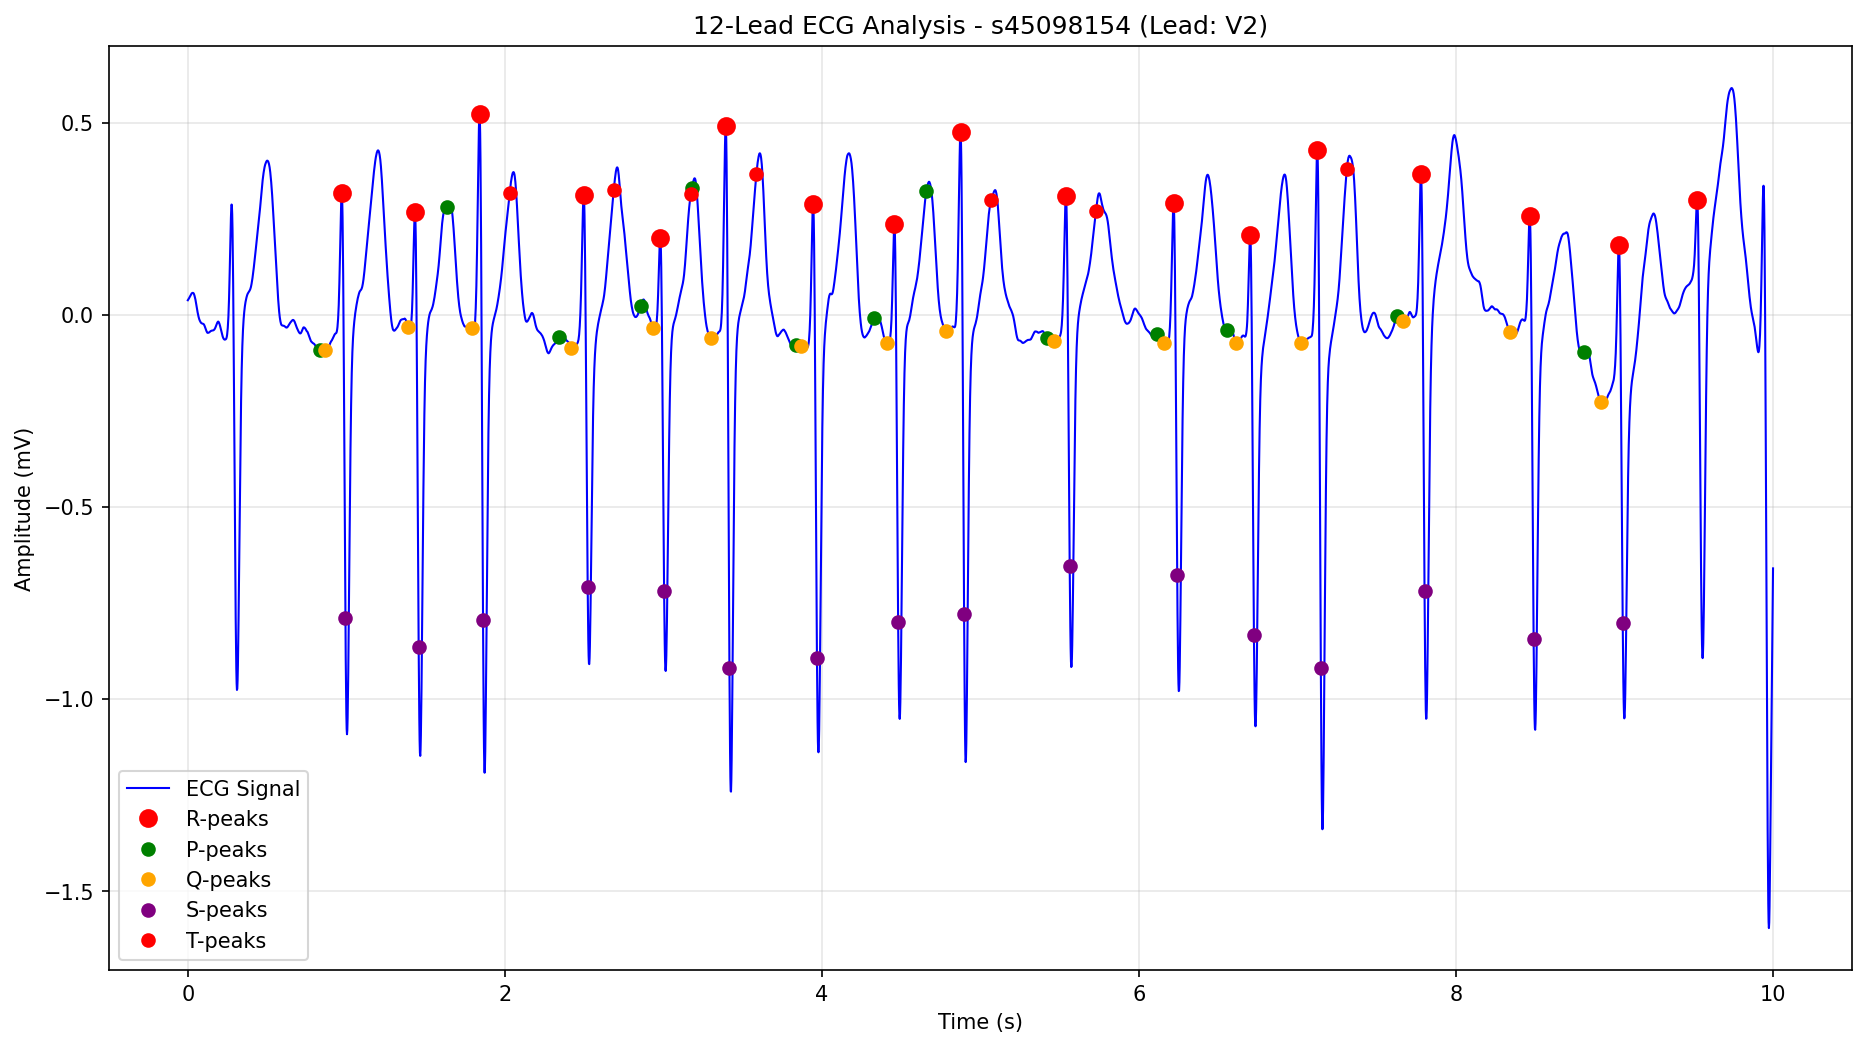 12-Lead ECG Analysis - s45098154 (Lead: V2)
Amplitude (mV)
0.5
0.0
−0.5
−1.0
−1.5
ECG Signal
R-peaks
P-peaks
Q-peaks
S-peaks
T-peaks
0 2 4 6 8 10
Time (s)